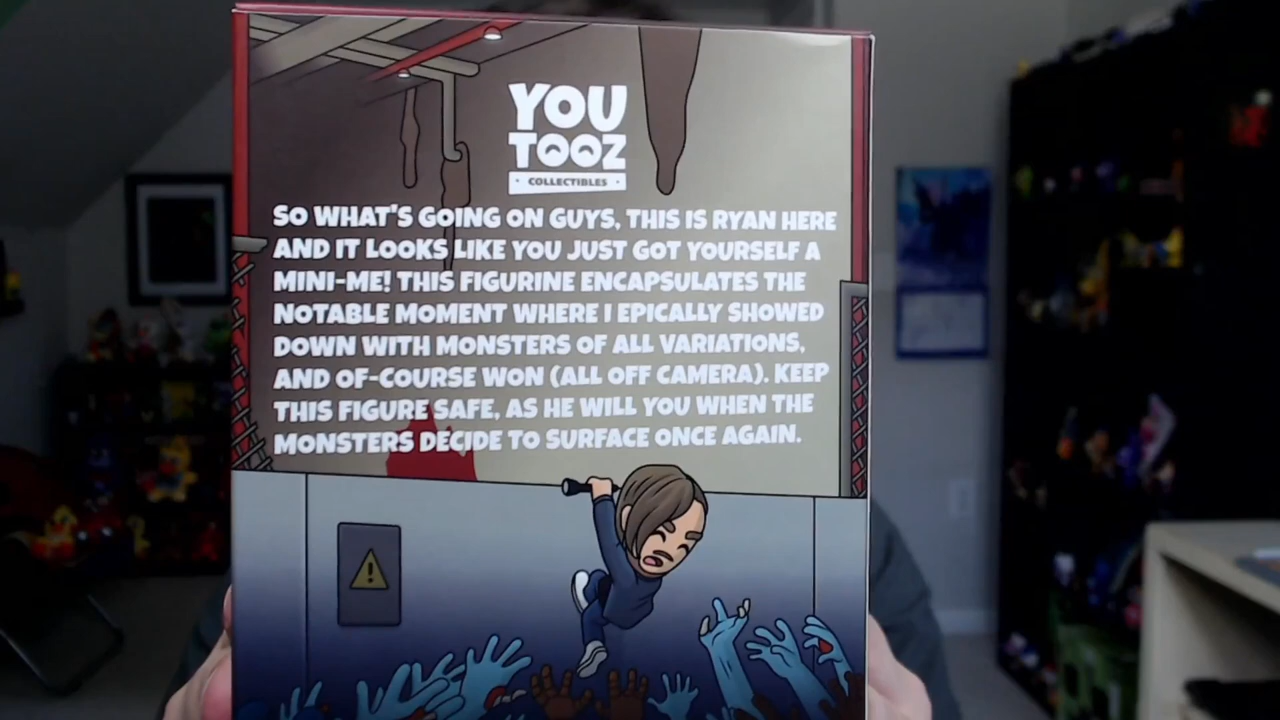 YOU
TOOZ
COLLECTIBLES
SO WHAT'S GOING ON GUYS, THIS IS RYAN HERE
AND IT LOOKS LIKE YOU JUST GOT YOURSELF A
MINI-ME! THIS FIGURINE ENCAPSULATES THE
NOTABLE MOMENT WHERE I EPICALLY SHOWED
DOWN WITH MONSTERS OF ALL VARIATIONS,
AND OF-COURSE WON (ALL OFF CAMERA). KEEP
THIS FIGURE SAFE, AS HE WILL YOU WHEN THE
MONSTERS DECIDE TO SURFACE ONCE AGAIN.
!